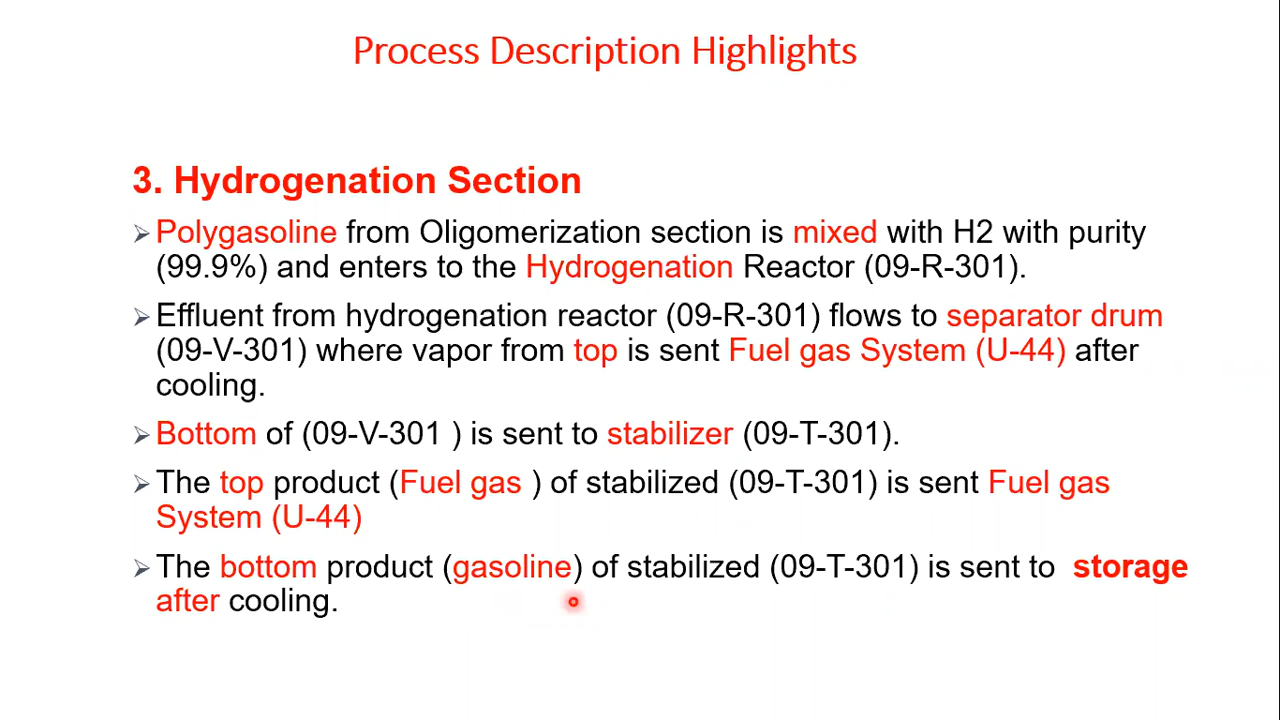 Process Description Highlights
3. Hydrogenation Section
➢Polygasoline from Oligomerization section is mixed with H2 with purity
(99.9%) and enters to the Hydrogenation Reactor (09-R-301).
➢Effluent from hydrogenation reactor (09-R-301) flows to separator drum
(09-V-301) where vapor from top is sent Fuel gas System (U-44) after
cooling.
➢Bottom of (09-V-301 ) is sent to stabilizer (09-T-301).
➢The top product (Fuel gas ) of stabilized (09-T-301) is sent Fuel gas
System (U-44)
➢The bottom product (gasoline) of stabilized (09-T-301) is sent to storage
after cooling.